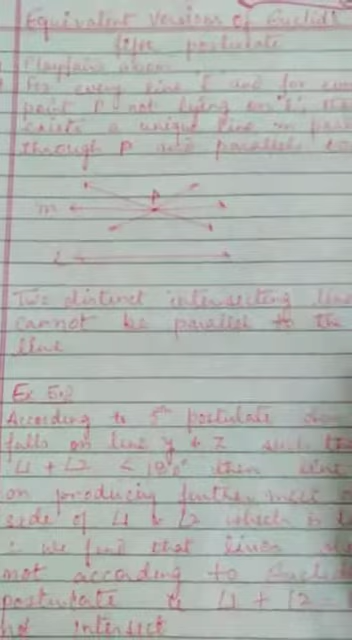 Equivalent versions of Euclid's
fifth postulate
Playfair's axiom
For every line l and for every
point P not lying on l, there
exists a unique line m passing
through P and parallel to
P
m
l
Two distinct intersecting lines
cannot be parallel to the
line
Ex 5.2
According to 5th postulate
falls on line y & z such that
∠1 + ∠2 < 180° then line
on producing further meet on
side of ∠1 & ∠2 which is
∴ we find that lines
not according to Euclid
postulate ∠1 + ∠2 =
not intersect